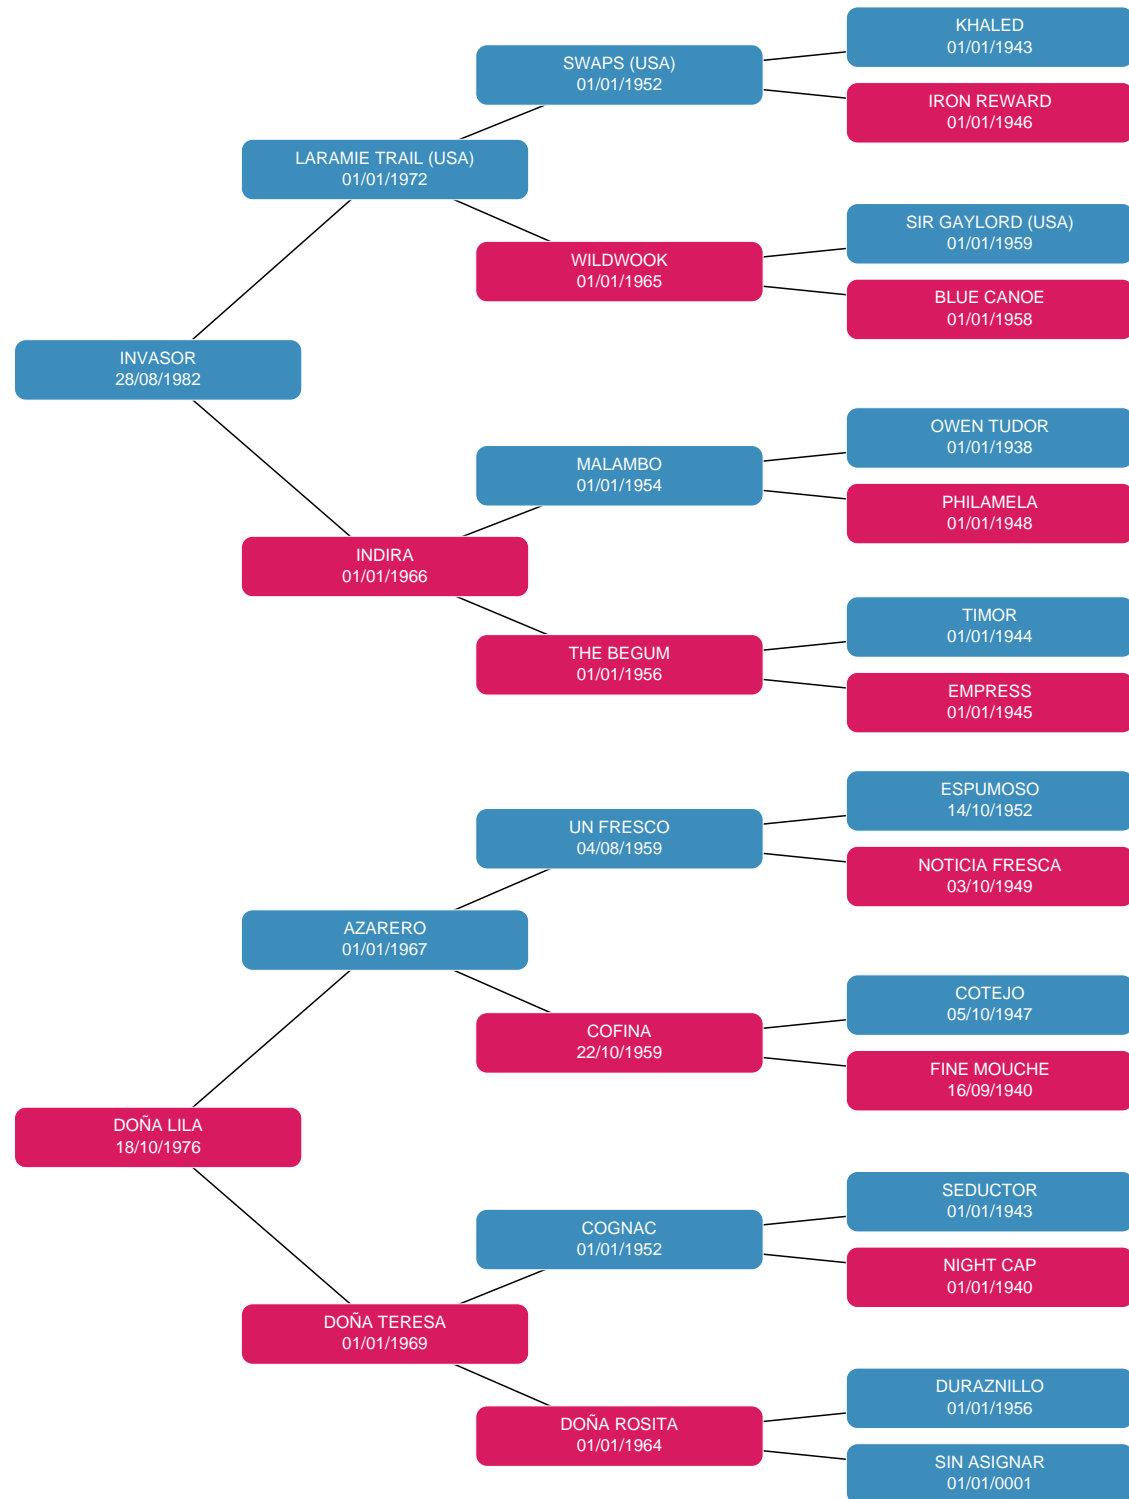 KHALED
01/01/1943
SWAPS (USA)
01/01/1952
IRON REWARD
01/01/1946
LARAMIE TRAIL (USA)
01/01/1972
SIR GAYLORD (USA)
01/01/1959
WILDWOOK
01/01/1965
BLUE CANOE
01/01/1958
INVASOR
28/08/1982
OWEN TUDOR
01/01/1938
MALAMBO
01/01/1954
PHILAMELA
01/01/1948
INDIRA
01/01/1966
TIMOR
01/01/1944
THE BEGUM
01/01/1956
EMPRESS
01/01/1945
ESPUMOSO
14/10/1952
UN FRESCO
04/08/1959
NOTICIA FRESCA
03/10/1949
AZARERO
01/01/1967
COTEJO
05/10/1947
COFINA
22/10/1959
FINE MOUCHE
16/09/1940
DOÑA LILA
18/10/1976
SEDUCTOR
01/01/1943
COGNAC
01/01/1952
NIGHT CAP
01/01/1940
DOÑA TERESA
01/01/1969
DURAZNILLO
01/01/1956
DOÑA ROSITA
01/01/1964
SIN ASIGNAR
01/01/0001